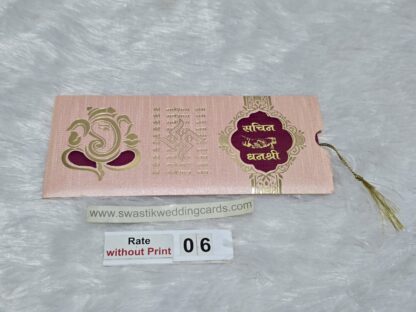 सचिन
धनश्री
www.swastikweddingcards.com
Rate
without Print
06